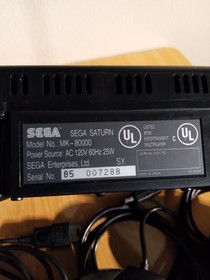 SEGA SEGA SATURN
Model No.: MK-80000
Power Source: AC 120V 60Hz 25W
SEGA Enterprises, Ltd. SY
Serial No. B5 007288
UL
LISTED
UL